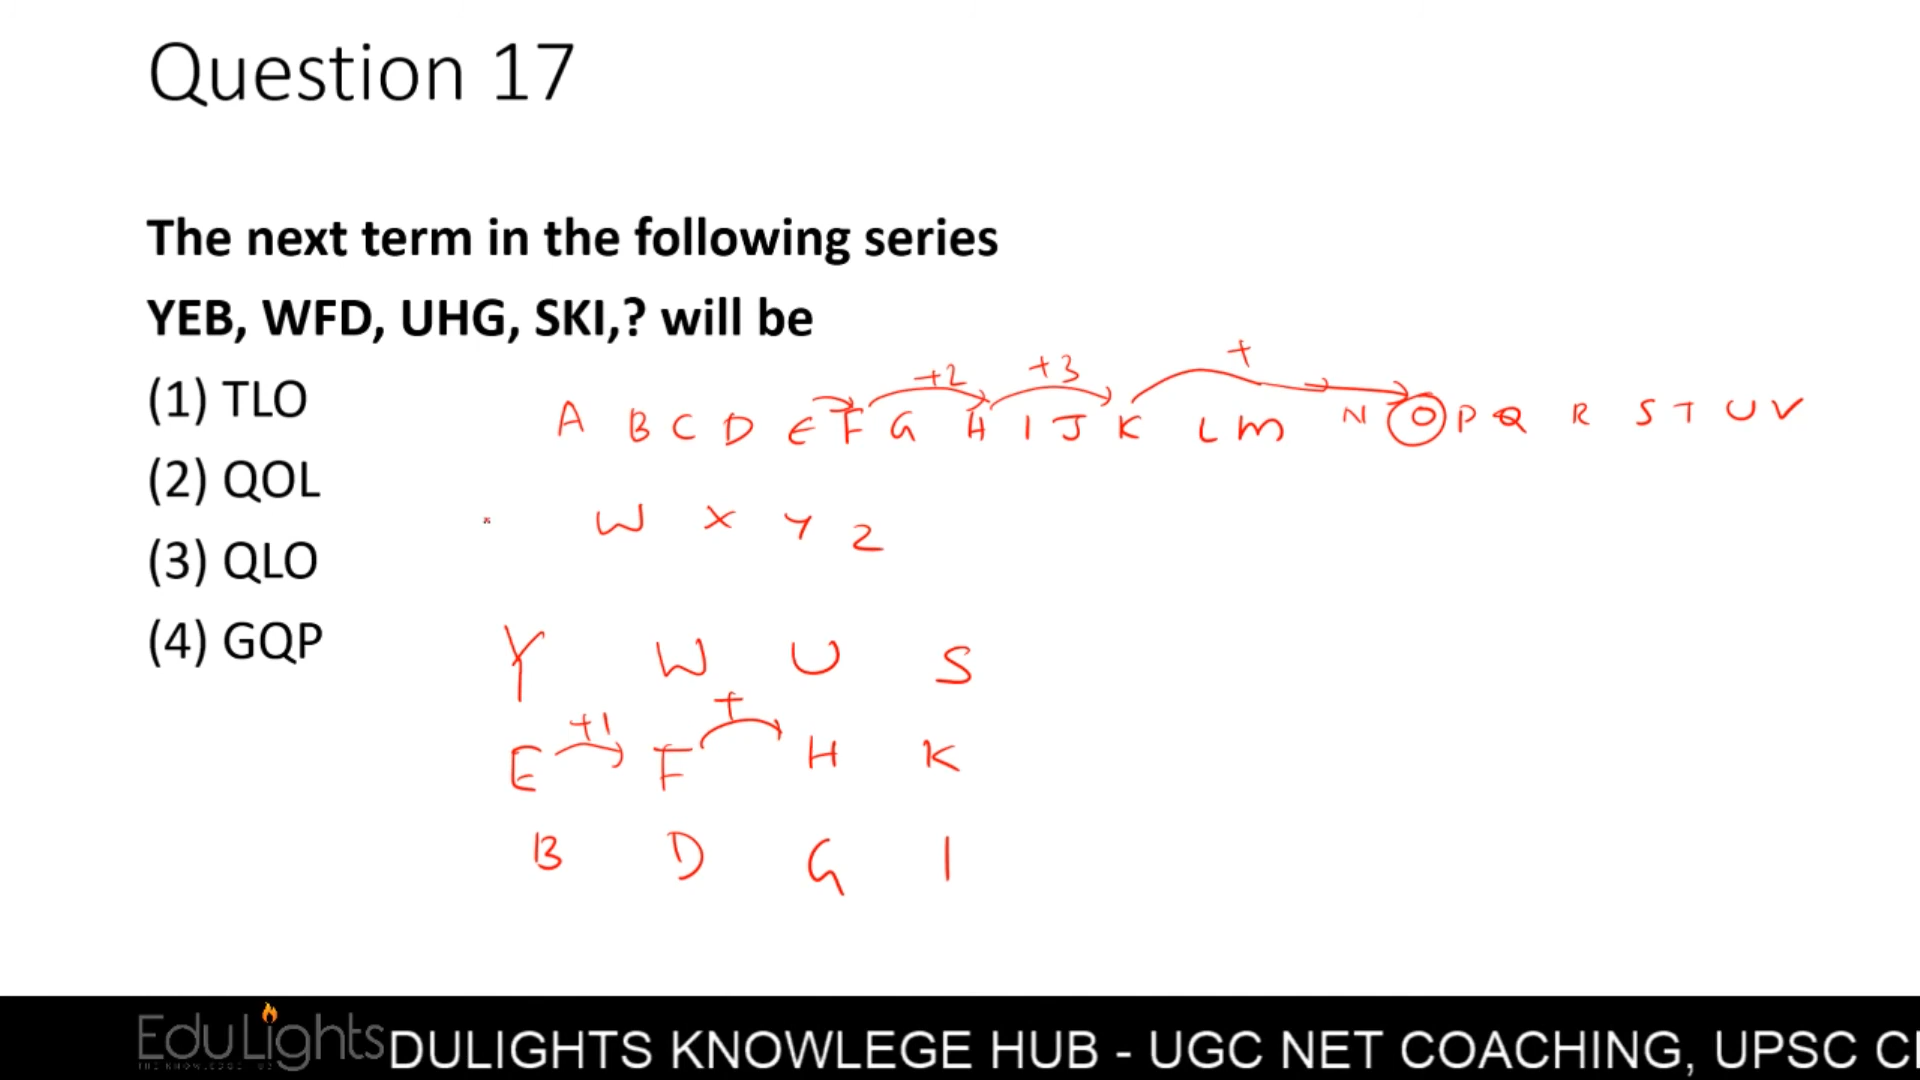 Question 17
The next term in the following series
YEB, WFD, UHG, SKI,? will be
(1) TLO
(2) QOL
(3) QLO
(4) GQP
+2 +3 +
A B C D E F G H I J K L M N O P Q R S T U V
W X Y Z
Y W U S
+1 +
E F H K
B D G I
EduLights DULIGHTS KNOWLEGE HUB - UGC NET COACHING, UPSC